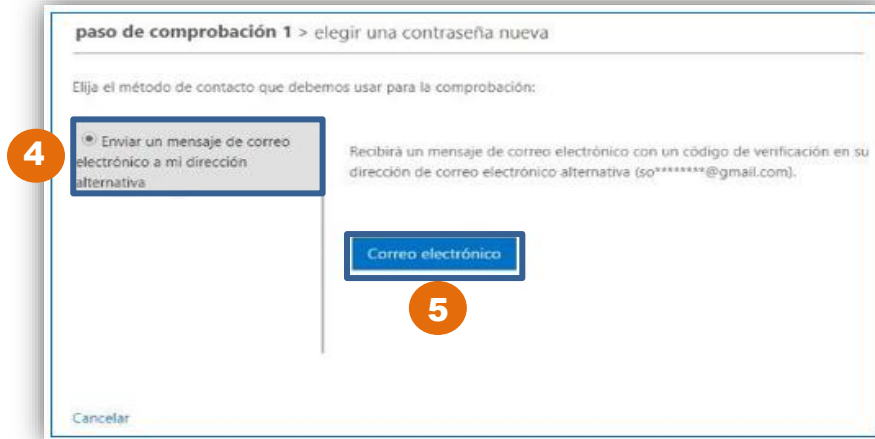 paso de comprobación 1 > elegir una contraseña nueva
Elija el método de contacto que debemos usar para la comprobación:
4
Enviar un mensaje de correo
electrónico a mi dirección
alternativa
Recibirá un mensaje de correo electrónico con un código de verificación en su
dirección de correo electrónico alternativa (so********@gmail.com).
Correo electrónico
5
Cancelar